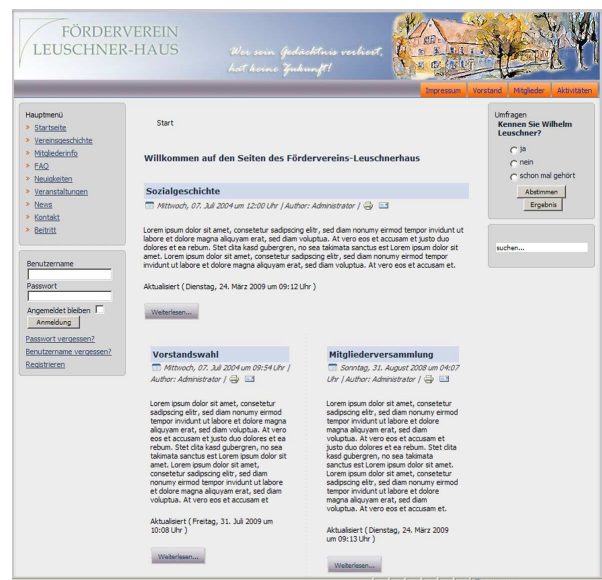 FÖRDERVEREIN
LEUSCHNER-HAUS
Wer sein Gedächtnis verliert,
hat keine Zukunft!
Impressum Vorstand Mitglieder Aktivitäten
Hauptmenü
Startseite
Vereinsgeschichte
Mitgliederinfo
FAQ
Neuigkeiten
Veranstaltungen
News
Kontakt
Beitritt
Benutzername
Passwort
Angemeldet bleiben
Anmeldung
Passwort vergessen?
Benutzername vergessen?
Registrieren
Start
Willkommen auf den Seiten des Fördervereins-Leuschnerhaus
Sozialgeschichte
Mittwoch, 07. Juli 2004 um 12:00 Uhr | Author: Administrator |
Lorem ipsum dolor sit amet, consetetur sadipscing elitr, sed diam nonumy eirmod tempor invidunt ut
labore et dolore magna aliquyam erat, sed diam voluptua. At vero eos et accusam et justo duo
dolores et ea rebum. Stet clita kasd gubergren, no sea takimata sanctus est Lorem ipsum dolor sit
amet. Lorem ipsum dolor sit amet, consetetur sadipscing elitr, sed diam nonumy eirmod tempor
invidunt ut labore et dolore magna aliquyam erat, sed diam voluptua. At vero eos et accusam et.
Aktualisiert ( Dienstag, 24. März 2009 um 09:12 Uhr )
Weiterlesen...
Vorstandswahl
Mittwoch, 07. Juli 2004 um 09:54 Uhr |
Author: Administrator |
Lorem ipsum dolor sit amet, consetetur
sadipscing elitr, sed diam nonumy eirmod
tempor invidunt ut labore et dolore
magna aliquyam erat, sed diam
voluptua. At vero
eos et accusam et justo duo dolores et ea
rebum. Stet clita kasd gubergren, no sea
takimata sanctus est Lorem ipsum dolor sit
amet. Lorem ipsum dolor sit amet,
consetetur sadipscing elitr, sed diam
nonumy eirmod tempor invidunt ut labore
et dolore magna aliquyam erat, sed diam
voluptua. At vero eos et accusam et
Aktualisiert ( Freitag, 31. Juli 2009 um
10:08 Uhr )
Weiterlesen...
Mitgliederversammlung
Sonntag, 31. August 2008 um 04:07
Uhr | Author: Administrator |
Lorem ipsum dolor sit amet, consetetur
sadipscing elitr, sed diam nonumy eirmod
tempor invidunt ut labore et dolore
magna aliquyam erat, sed diam
voluptua. At vero eos et accusam et
justo duo dolores et ea rebum. Stet clita
kasd gubergren, no sea takimata
sanctus est Lorem ipsum dolor sit amet.
Lorem ipsum dolor sit amet, consetetur
sadipscing elitr, sed diam nonumy eirmod
tempor invidunt ut labore et dolore
magna aliquyam erat, sed diam
voluptua. At vero eos et accusam et.
Aktualisiert ( Dienstag, 24. März 2009
um 09:13 Uhr )
Weiterlesen...
Umfragen
Kennen Sie Wilhelm
Leuschner?
ja
nein
schon mal gehört
Abstimmen
Ergebnis
suchen...